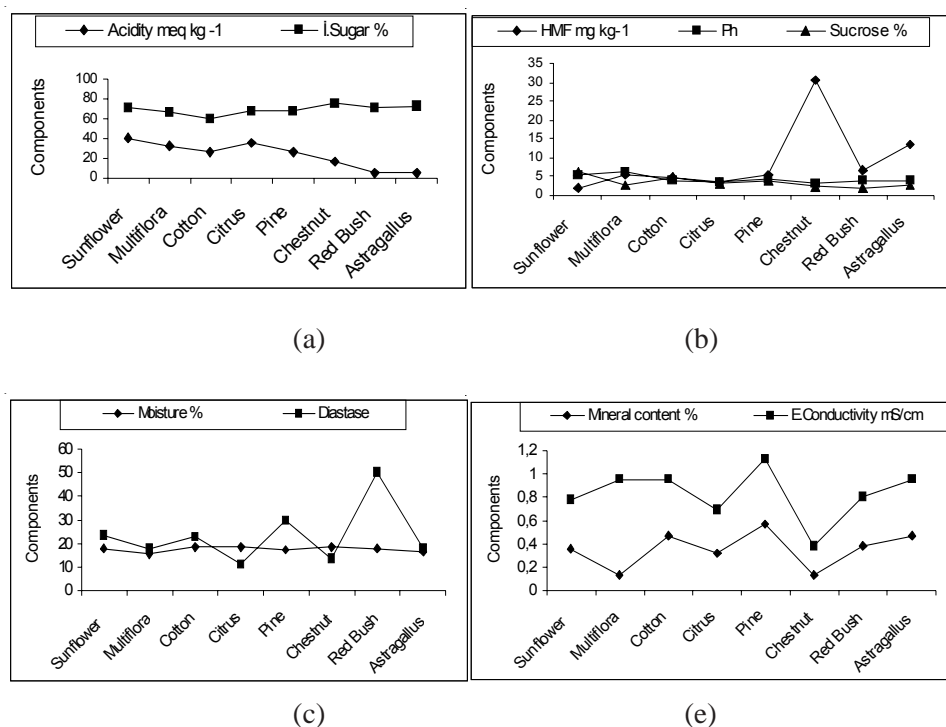 Acidity meq kg -1 İ.Sugar %
Components
100
80
60
40
20
0
Sunflower
Multiflora
Cotton
Citrus
Pine
Chestnut
Red Bush
Astragallus
(a)
HMF mg kg-1 Ph Sucrose %
Components
35
30
25
20
15
10
5
0
Sunflower
Multiflora
Cotton
Citrus
Pine
Chestnut
Red Bush
Astragallus
(b)
Moisture % Diastase
Components
60
50
40
30
20
10
0
Sunflower
Multiflora
Cotton
Citrus
Pine
Chestnut
Red Bush
Astragallus
(c)
Mineral content % E.Conductivity mS/cm
Components
1,2
1
0,8
0,6
0,4
0,2
0
Sunflower
Multiflora
Cotton
Citrus
Pine
Chestnut
Red Bush
Astragallus
(e)